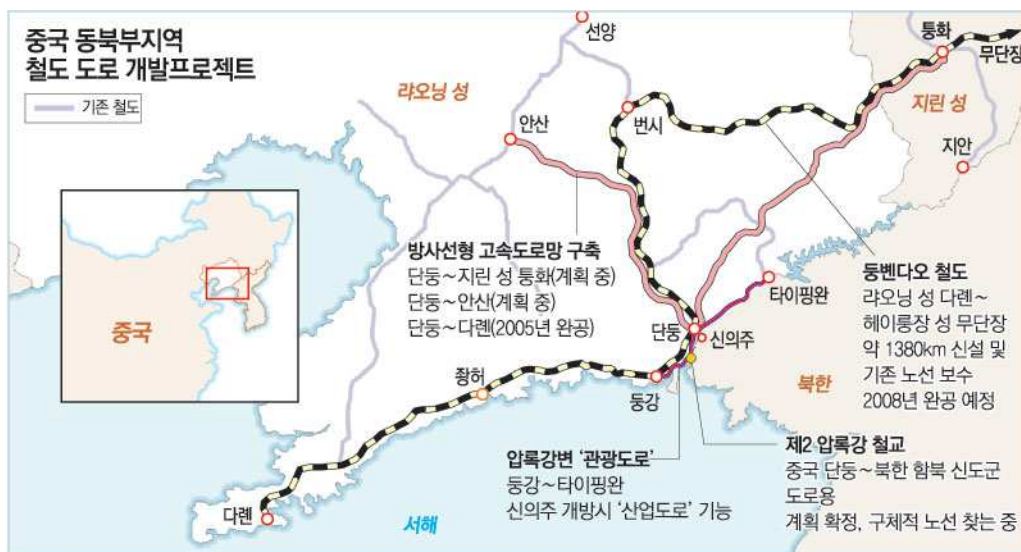 중국 동북부지역
철도 도로 개발프로젝트
기존 철도
선양
퉁화
무단장
랴오닝 성
지린 성
안산
번시
지안
중국
방사선형 고속도로망 구축
단둥~지린 성 퉁화(계획 중)
단둥~안산(계획 중)
단둥~다롄(2005년 완공)
타이핑완
둥벤다오 철도
랴오닝 성 다롄~
헤이룽장 성 무단장
약 1380km 신설 및
기존 노선 보수
2008년 완공 예정
단둥
신의주
북한
좡허
둥강
압록강변 ‘관광도로’
둥강~타이핑완
신의주 개방시 ‘산업도로’ 기능
제2 압록강 철교
중국 단둥~북한 함북 신도군
도로용
계획 확정, 구체적 노선 찾는 중
다롄
서해